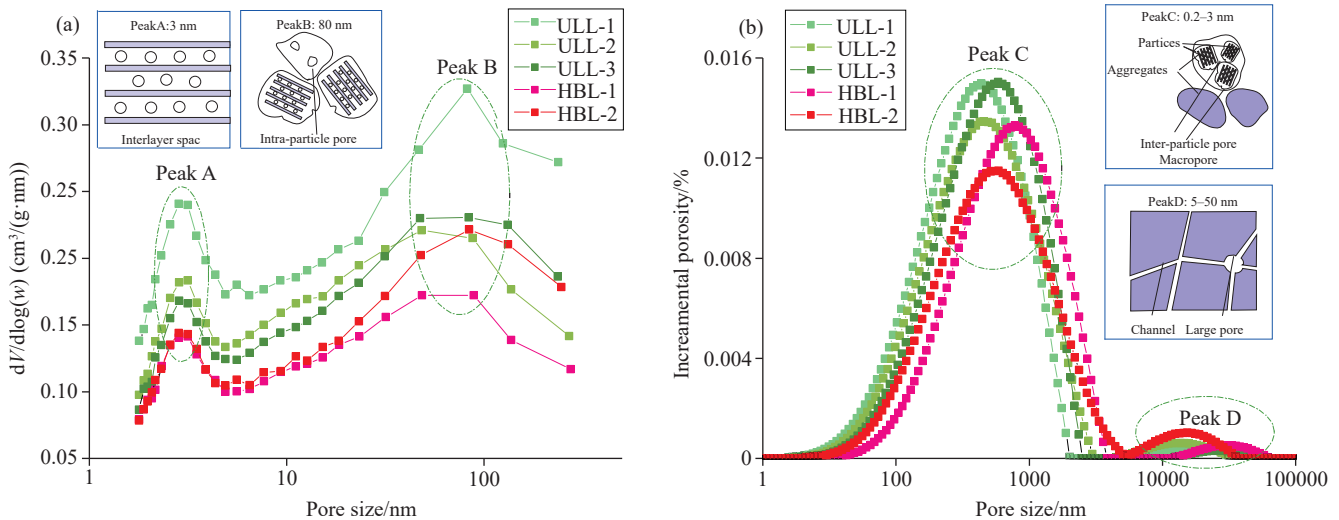 (a)
PeakA:3 nm
Interlayer spac
PeakB: 80 nm
Intra-particle pore
ULL-1
ULL-2
ULL-3
HBL-1
HBL-2
Peak A
Peak B
dV/dlog(w) (cm³/(g·nm))
0.35
0.35
0.30
0.25
0.25
0.15
0.10
0.05
1
10
100
Pore size/nm
(b)
ULL-1
ULL-2
ULL-3
HBL-1
HBL-2
Peak C
PeakC: 0.2–3 nm
Partices
Aggregates
Inter-particle pore
Macropore
PeakD: 5–50 nm
Channel
Large pore
Peak D
Increamental porosity/%
0.016
0.012
0.008
0.004
0
1
100
1000
10000
100000
Pore size/nm